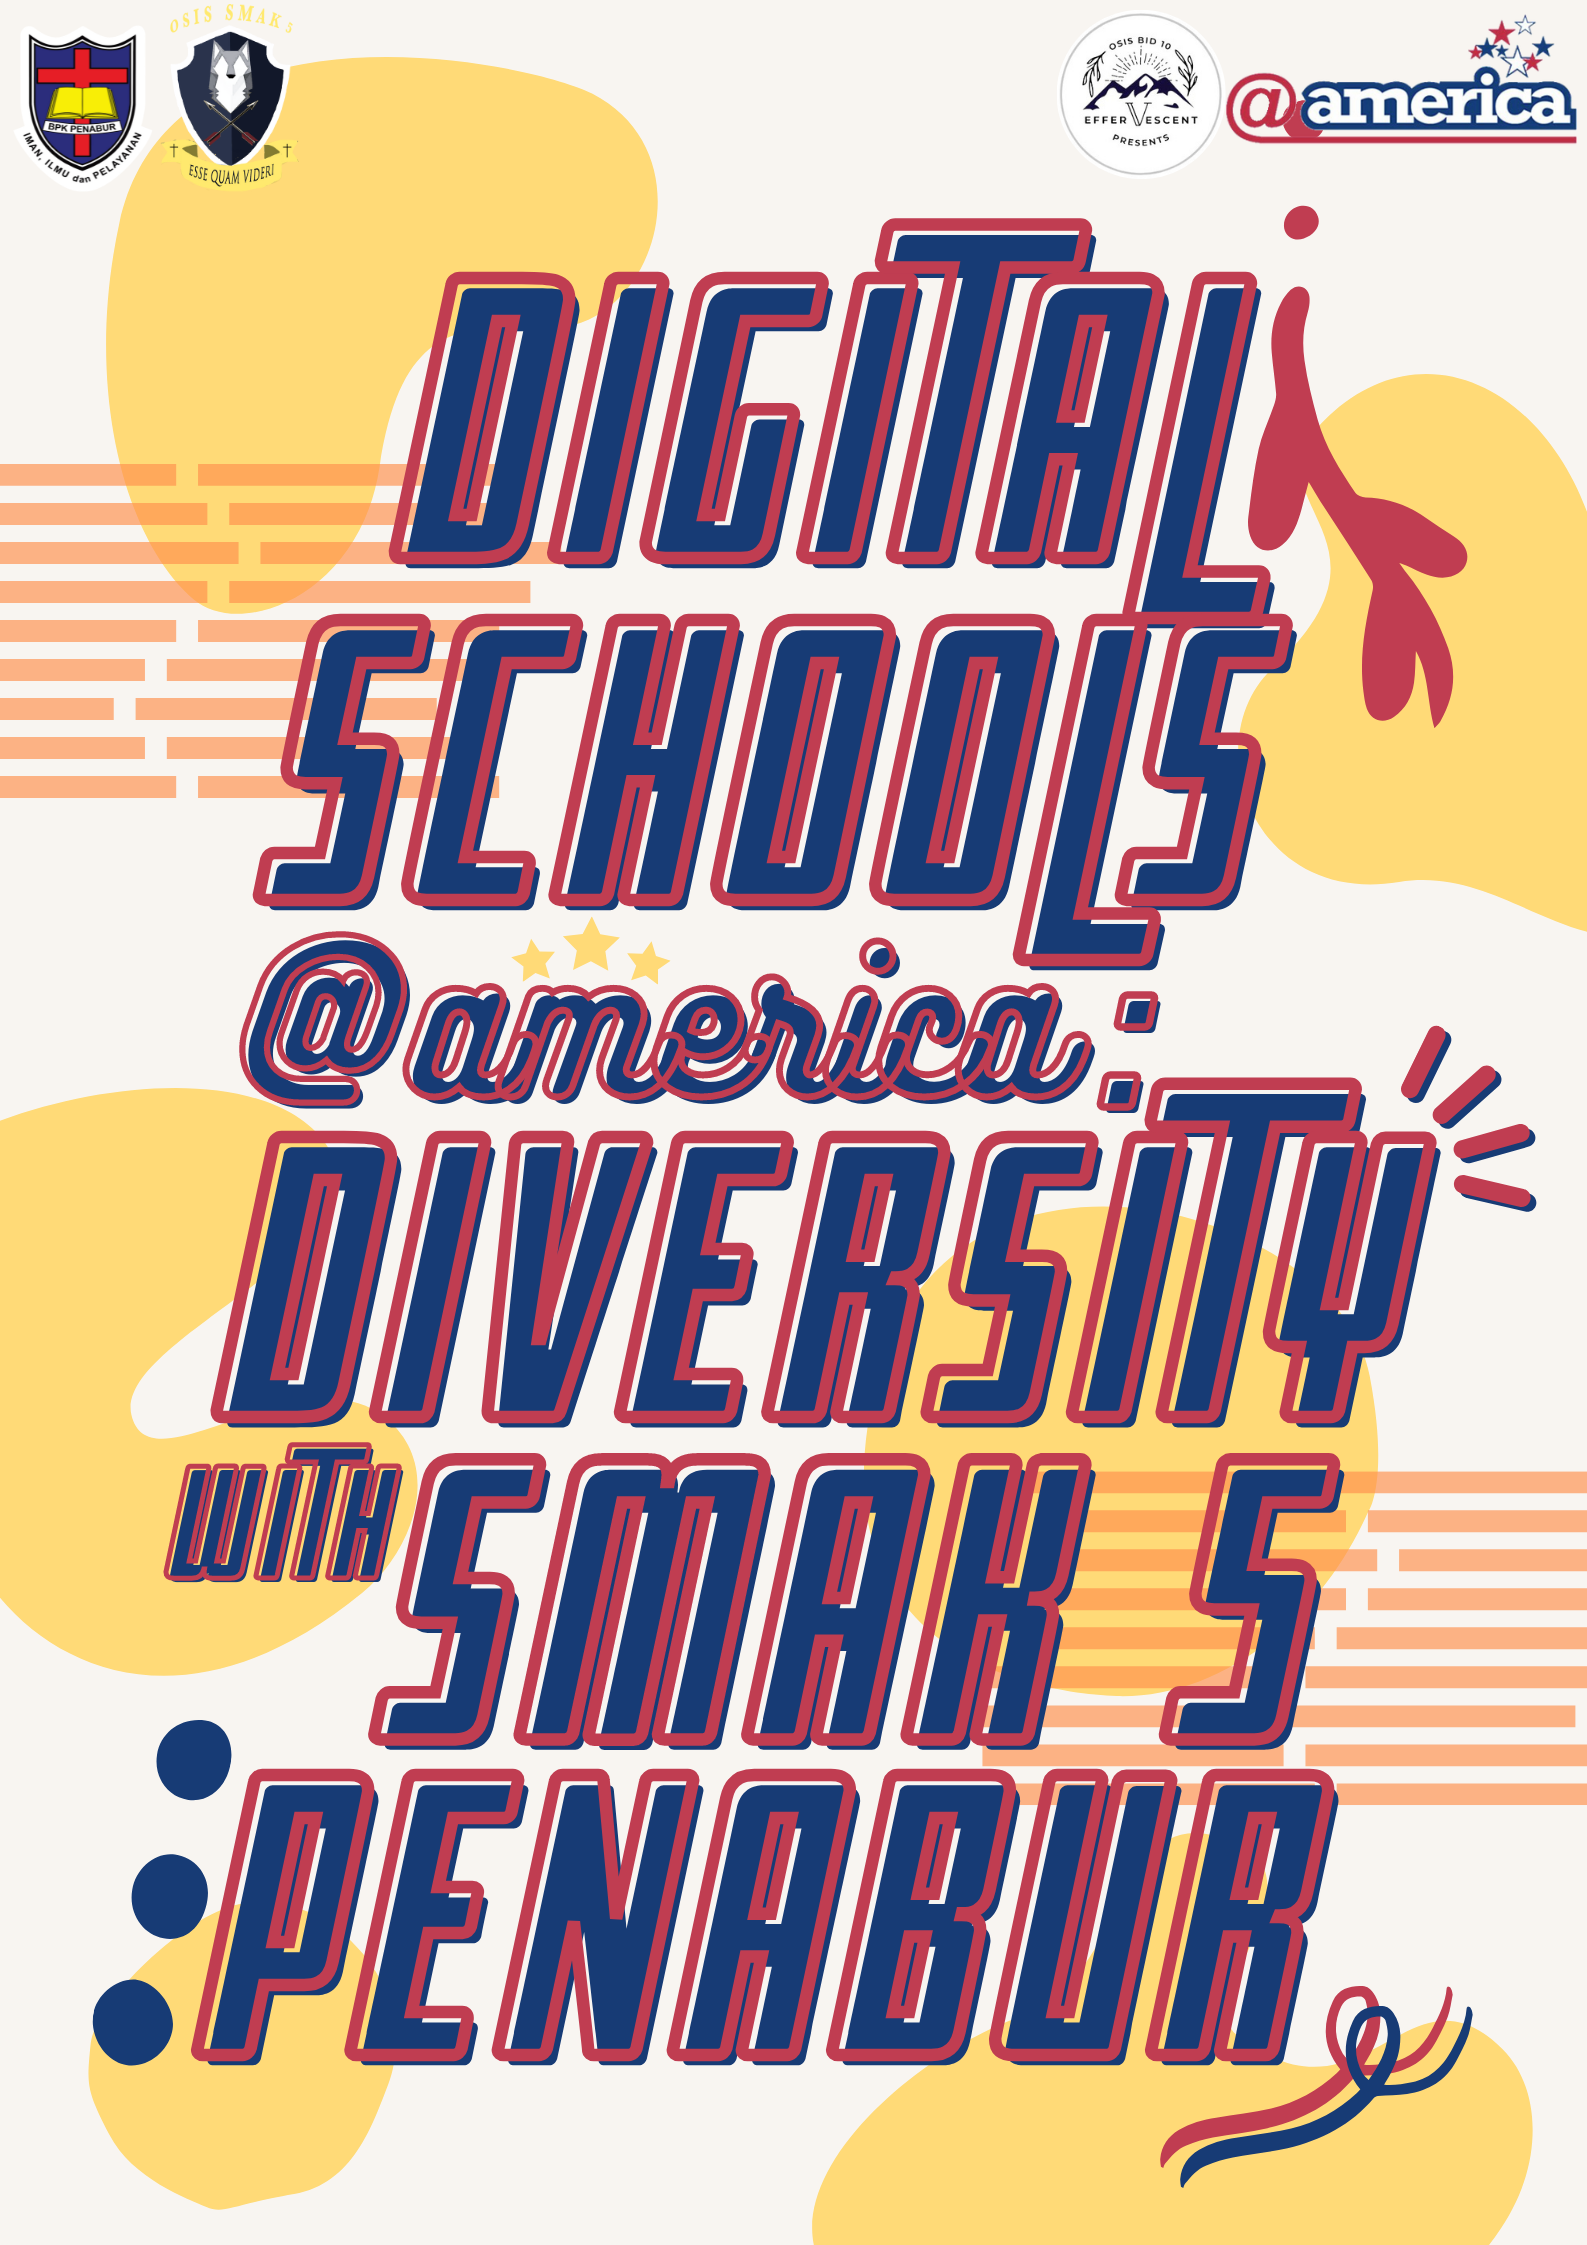 BPK PENABUR
IMAN, ILMU dan PELAYANAN
OSIS SMAK 5
ESSE QUAM VIDERI
OSIS BID 10
EFFER V ESCENT
PRESENTS
@america
DIGITAL
SCHOOLS
@america:
DIVERSITY
WITH SMAK 5
PENABUR